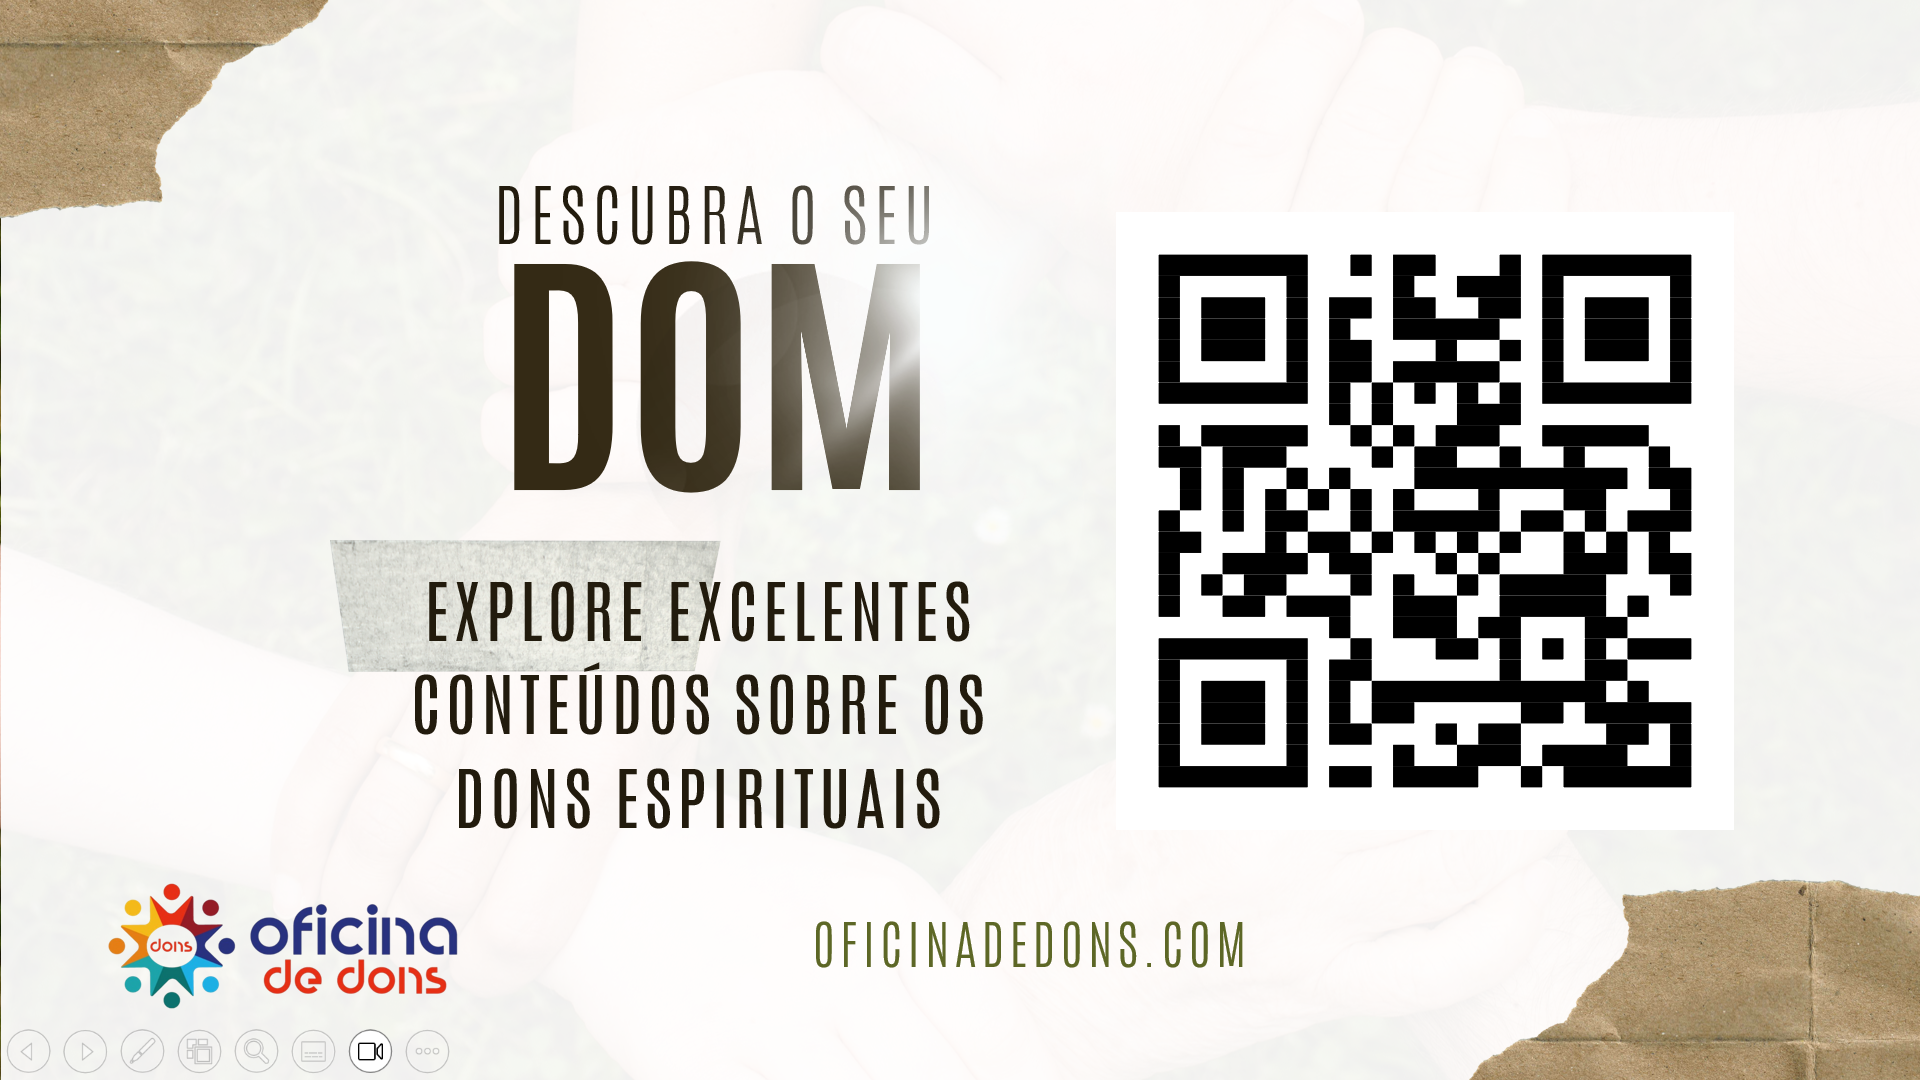 DESCUBRA O SEU
DOM
EXPLORE EXCELENTES
CONTEÚDOS SOBRE OS
DONS ESPIRITUAIS
dons
oficina
de dons
OFICINADEDONS.COM